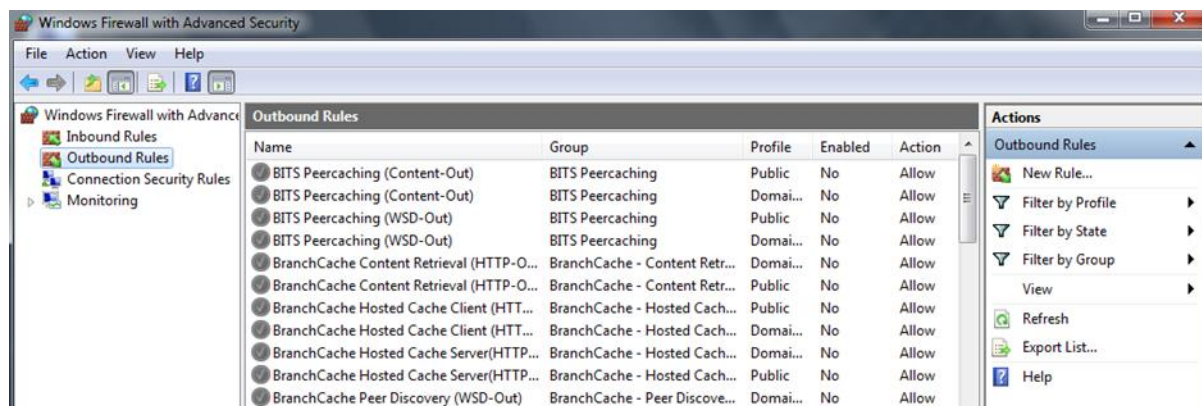 Windows Firewall with Advanced Security
File Action View Help
Windows Firewall with Advance
Inbound Rules
Outbound Rules
Connection Security Rules
Monitoring
Outbound Rules
Name Group Profile Enabled Action
BITS Peercaching (Content-Out) BITS Peercaching Public No Allow
BITS Peercaching (Content-Out) BITS Peercaching Domai... No Allow
BITS Peercaching (WSD-Out) BITS Peercaching Public No Allow
BITS Peercaching (WSD-Out) BITS Peercaching Domai... No Allow
BranchCache Content Retrieval (HTTP-O... BranchCache - Content Retr... Domai... No Allow
BranchCache Content Retrieval (HTTP-O... BranchCache - Content Retr... Public No Allow
BranchCache Hosted Cache Client (HTT... BranchCache - Hosted Cach... Public No Allow
BranchCache Hosted Cache Client (HTT... BranchCache - Hosted Cach... Domai... No Allow
BranchCache Hosted Cache Server(HTTP... BranchCache - Hosted Cach... Domai... No Allow
BranchCache Hosted Cache Server(HTTP... BranchCache - Hosted Cach... Public No Allow
BranchCache Peer Discovery (WSD-Out) BranchCache - Peer Discove... Domai... No Allow
Actions
Outbound Rules
New Rule...
Filter by Profile
Filter by State
Filter by Group
View
Refresh
Export List...
Help